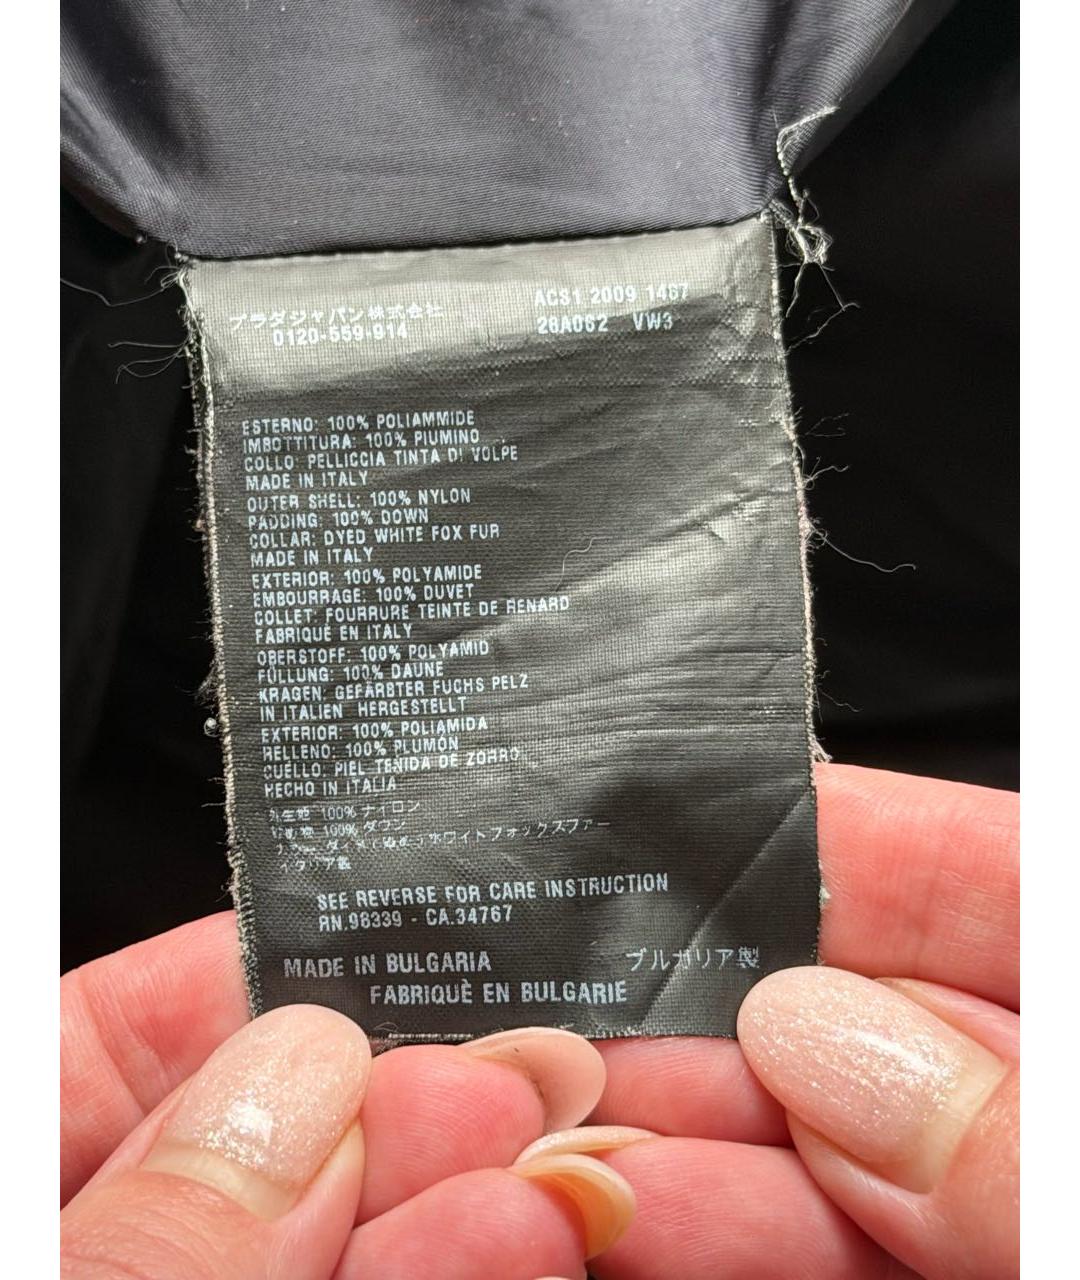 プラダジャパン株式会社
0120-559-914
ACS1 2009 1467
28A062 VW3
ESTERNO: 100% POLIAMMIDE
IMBOTTITURA: 100% PIUMINO
COLLO: PELLICCIA TINTA DI VOLPE
MADE IN ITALY
OUTER SHELL: 100% NYLON
PADDING: 100% DOWN
COLLAR: DYED WHITE FOX FUR
MADE IN ITALY
EXTERIOR: 100% POLYAMIDE
EMBOURRAGE: 100% DUVET
COLLET: FOURRURE TEINTE DE RENARD
FABRIQUÉ EN ITALY
OBERSTOFF: 100% POLYAMID
FÜLLUNG: 100% DAUNE
KRAGEN: GEFÄRBTER FUCHS PELZ
IN ITALIEN HERGESTELLT
EXTERIOR: 100% POLIAMIDA
RELLENO: 100% PLUMÓN
CUELLO: PIEL TENIDA DE ZORRO
HECHO IN ITALIA
外生地 100% ナイロン
100% ダウン
ホワイトフォックスファー
イタリア製
SEE REVERSE FOR CARE INSTRUCTION
RN.98339 - CA.34767
MADE IN BULGARIA ブルガリア製
FABRIQUÈ EN BULGARIE